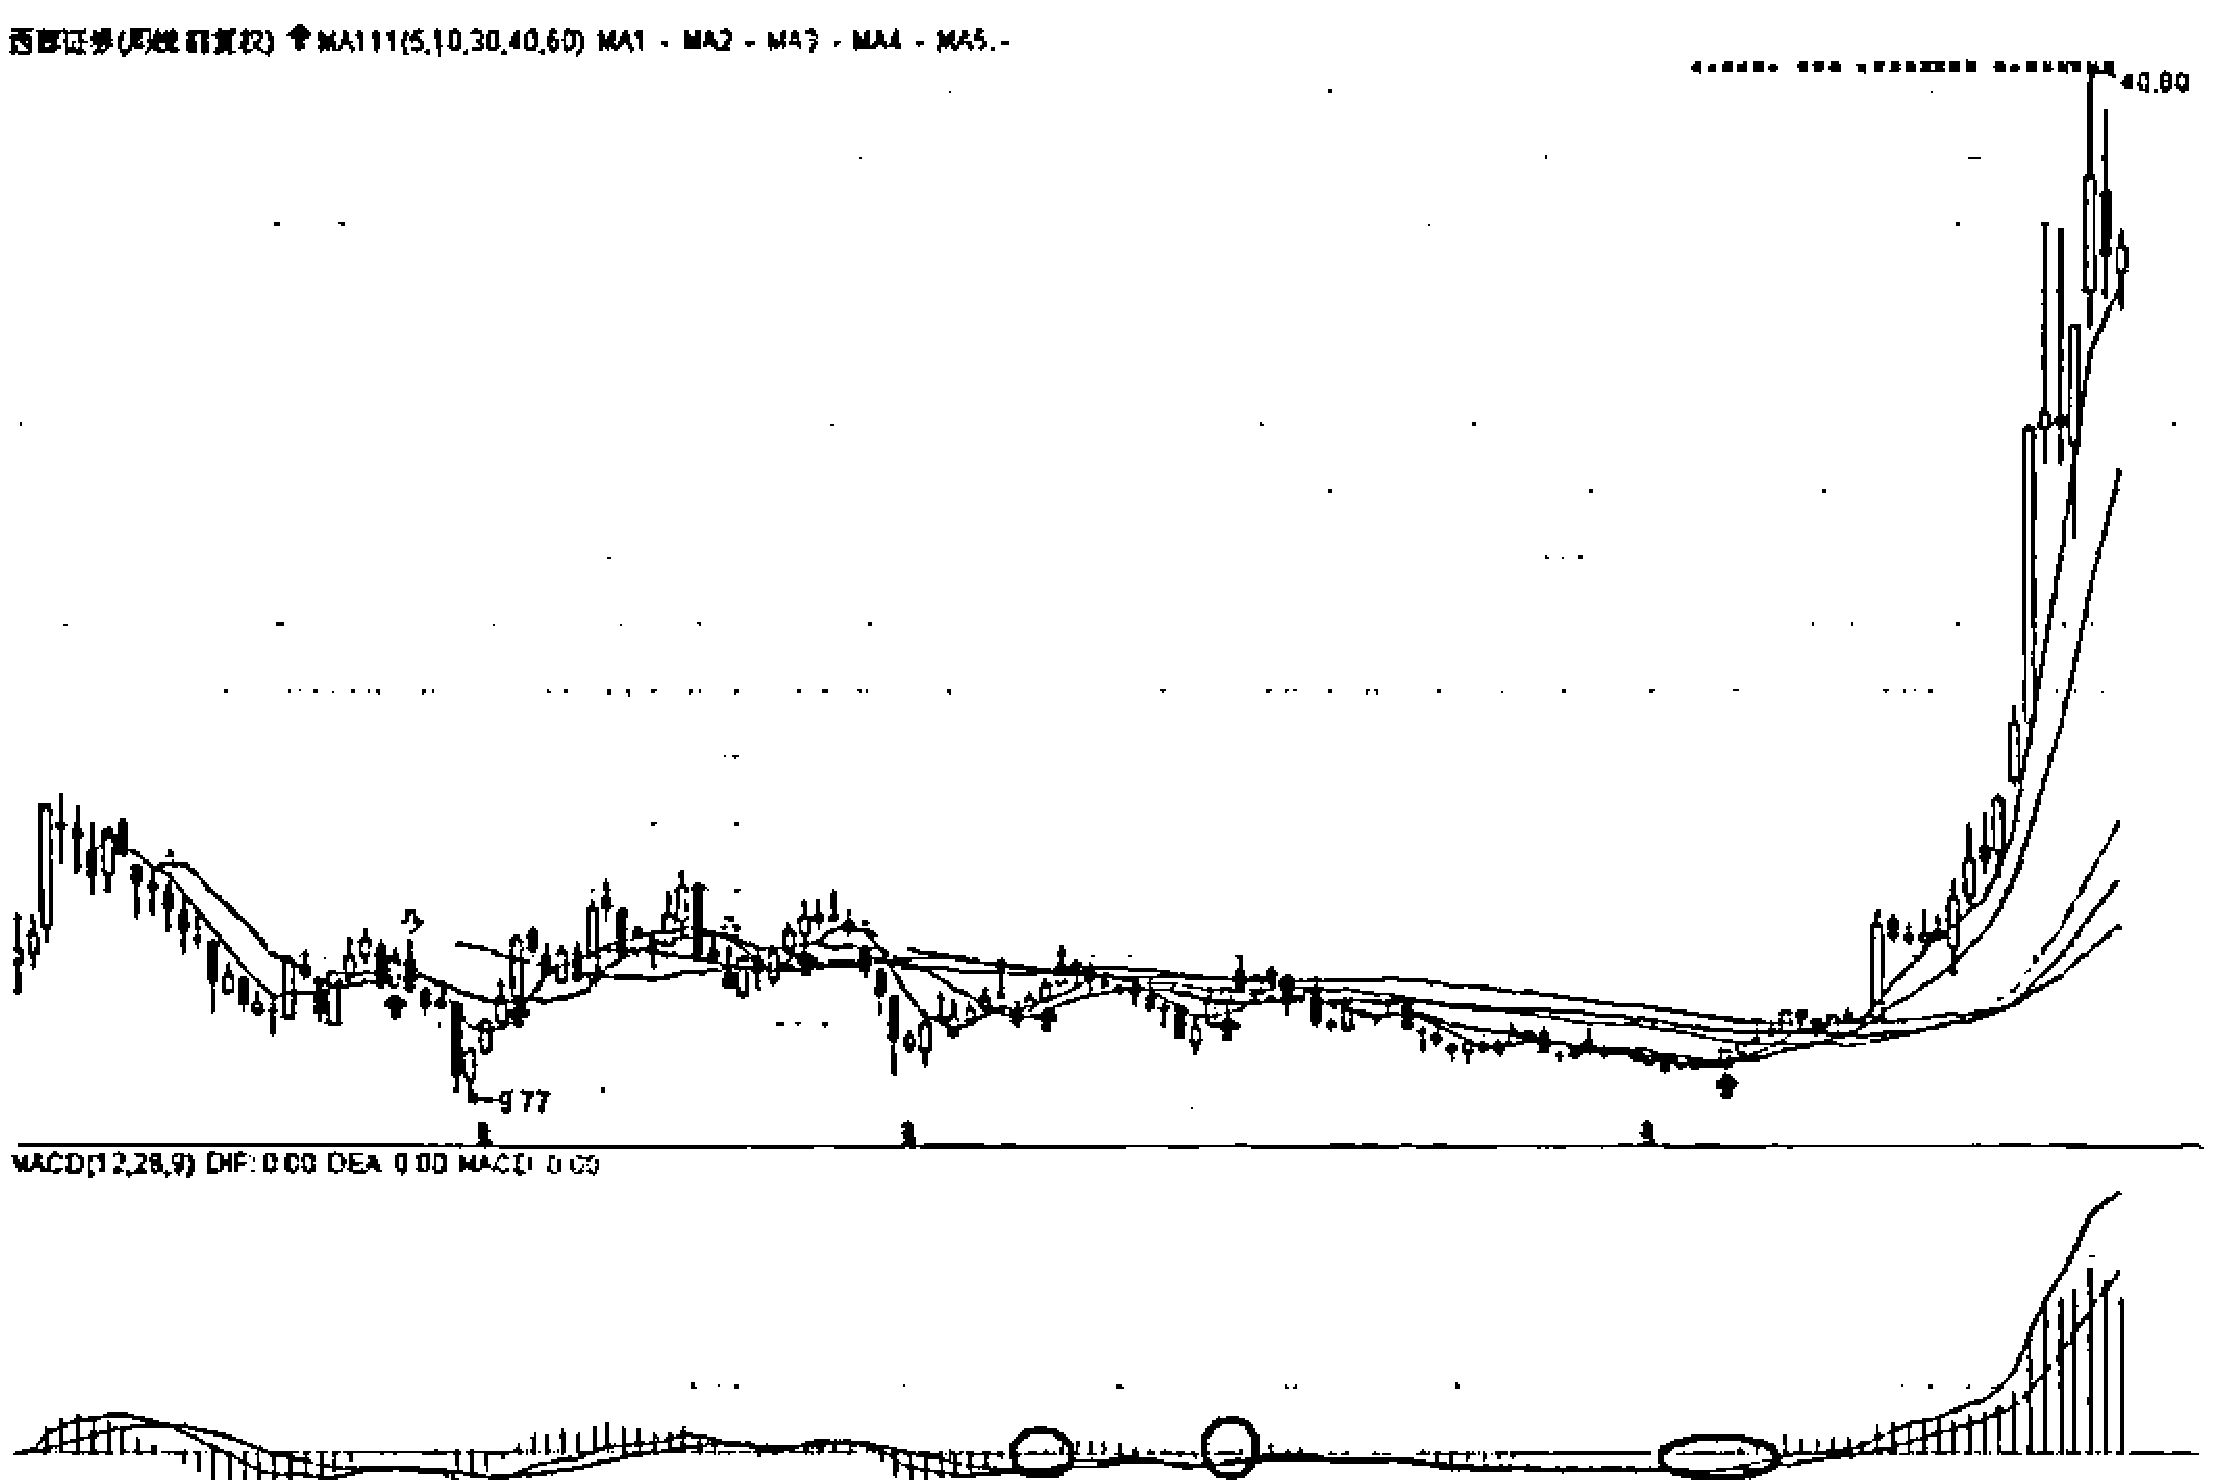 西部证券(周线 前复权) MA111(5,10,30,40,60) MA1 - MA2 - MA3 - MA4 - MA5.-
40.80
9.77
MACD(12,26,9) DIF: 0.00 DEA 0.00 MACD 0.00